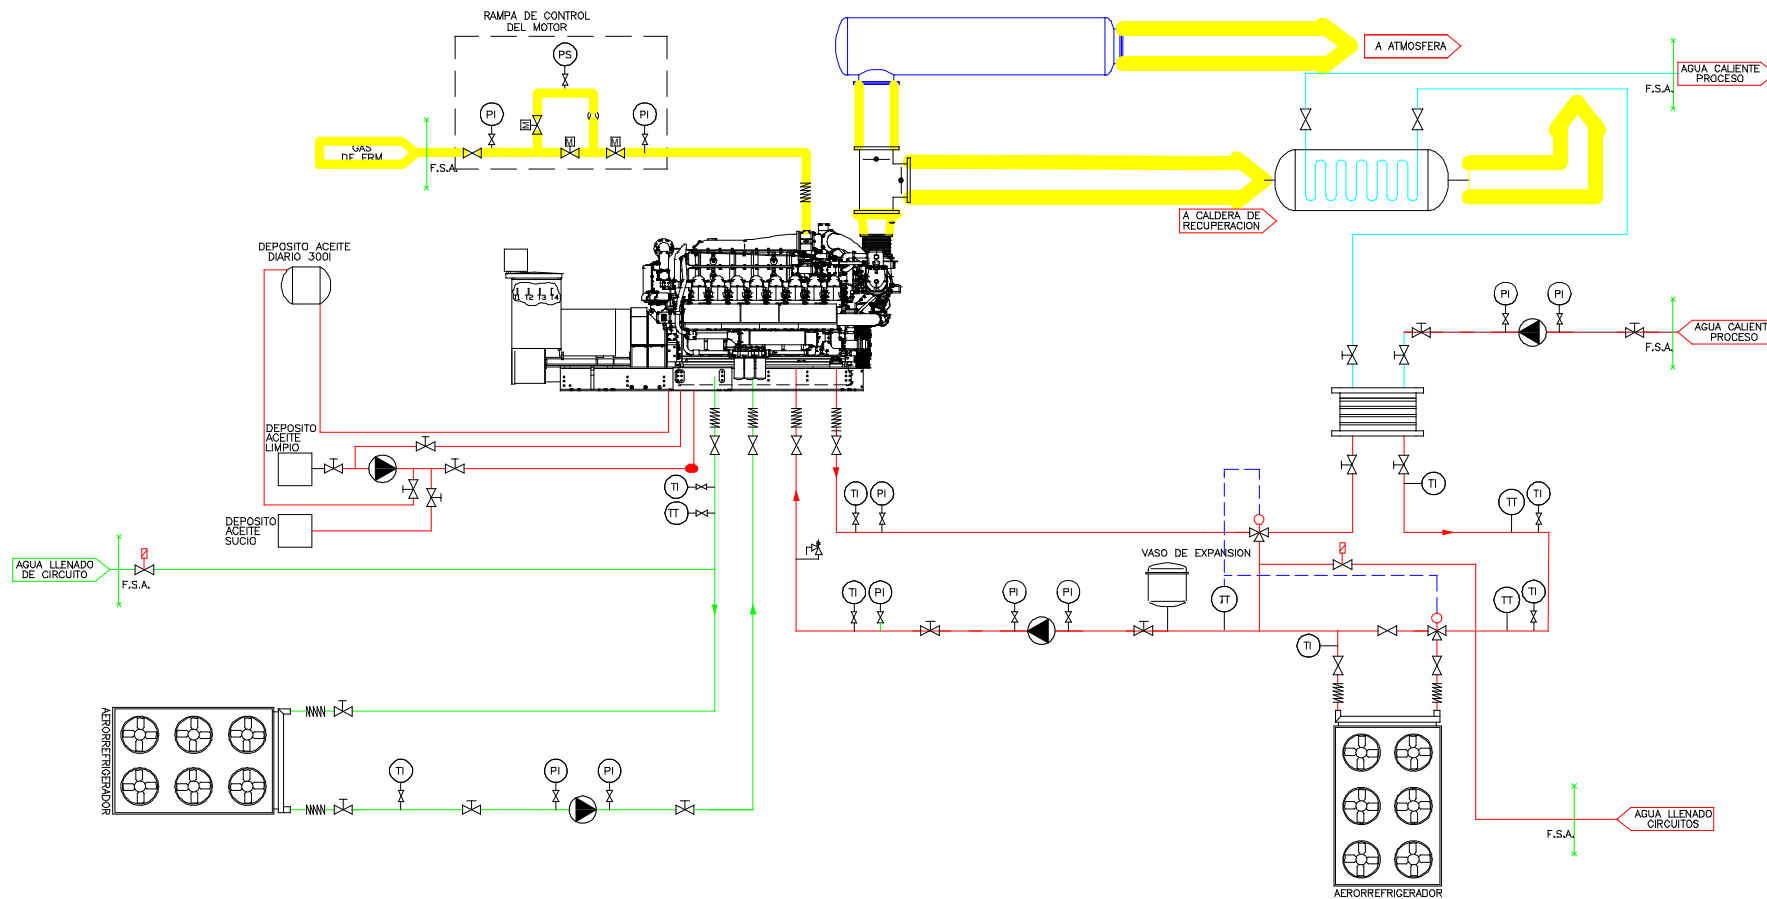 RAMPA DE CONTROL
DEL MOTOR
PS
PI
PI
GAS
DE ERM
F.S.A.
A ATMOSFERA
AGUA CALIENTE
PROCESO
F.S.A.
A CALDERA DE
RECUPERACION
DEPOSITO ACEITE
DIARIO 300l
T2 T3 T4
M
M
M
PI
PI
AGUA CALIENT
PROCESO
F.S.A.
DEPOSITO
ACEITE
LIMPIO
DEPOSITO
ACEITE
SUCIO
TI
TT
TI
PI
TI
TT
TI
AGUA LLENADO
DE CIRCUITO
F.S.A.
VASO DE EXPANSION
TI
PI
PI
PI
TT
TT
TI
TI
AERORREFRIGERADOR
TI
PI
PI
AGUA LLENADO
CIRCUITOS
F.S.A.
AERORREFRIGERADOR